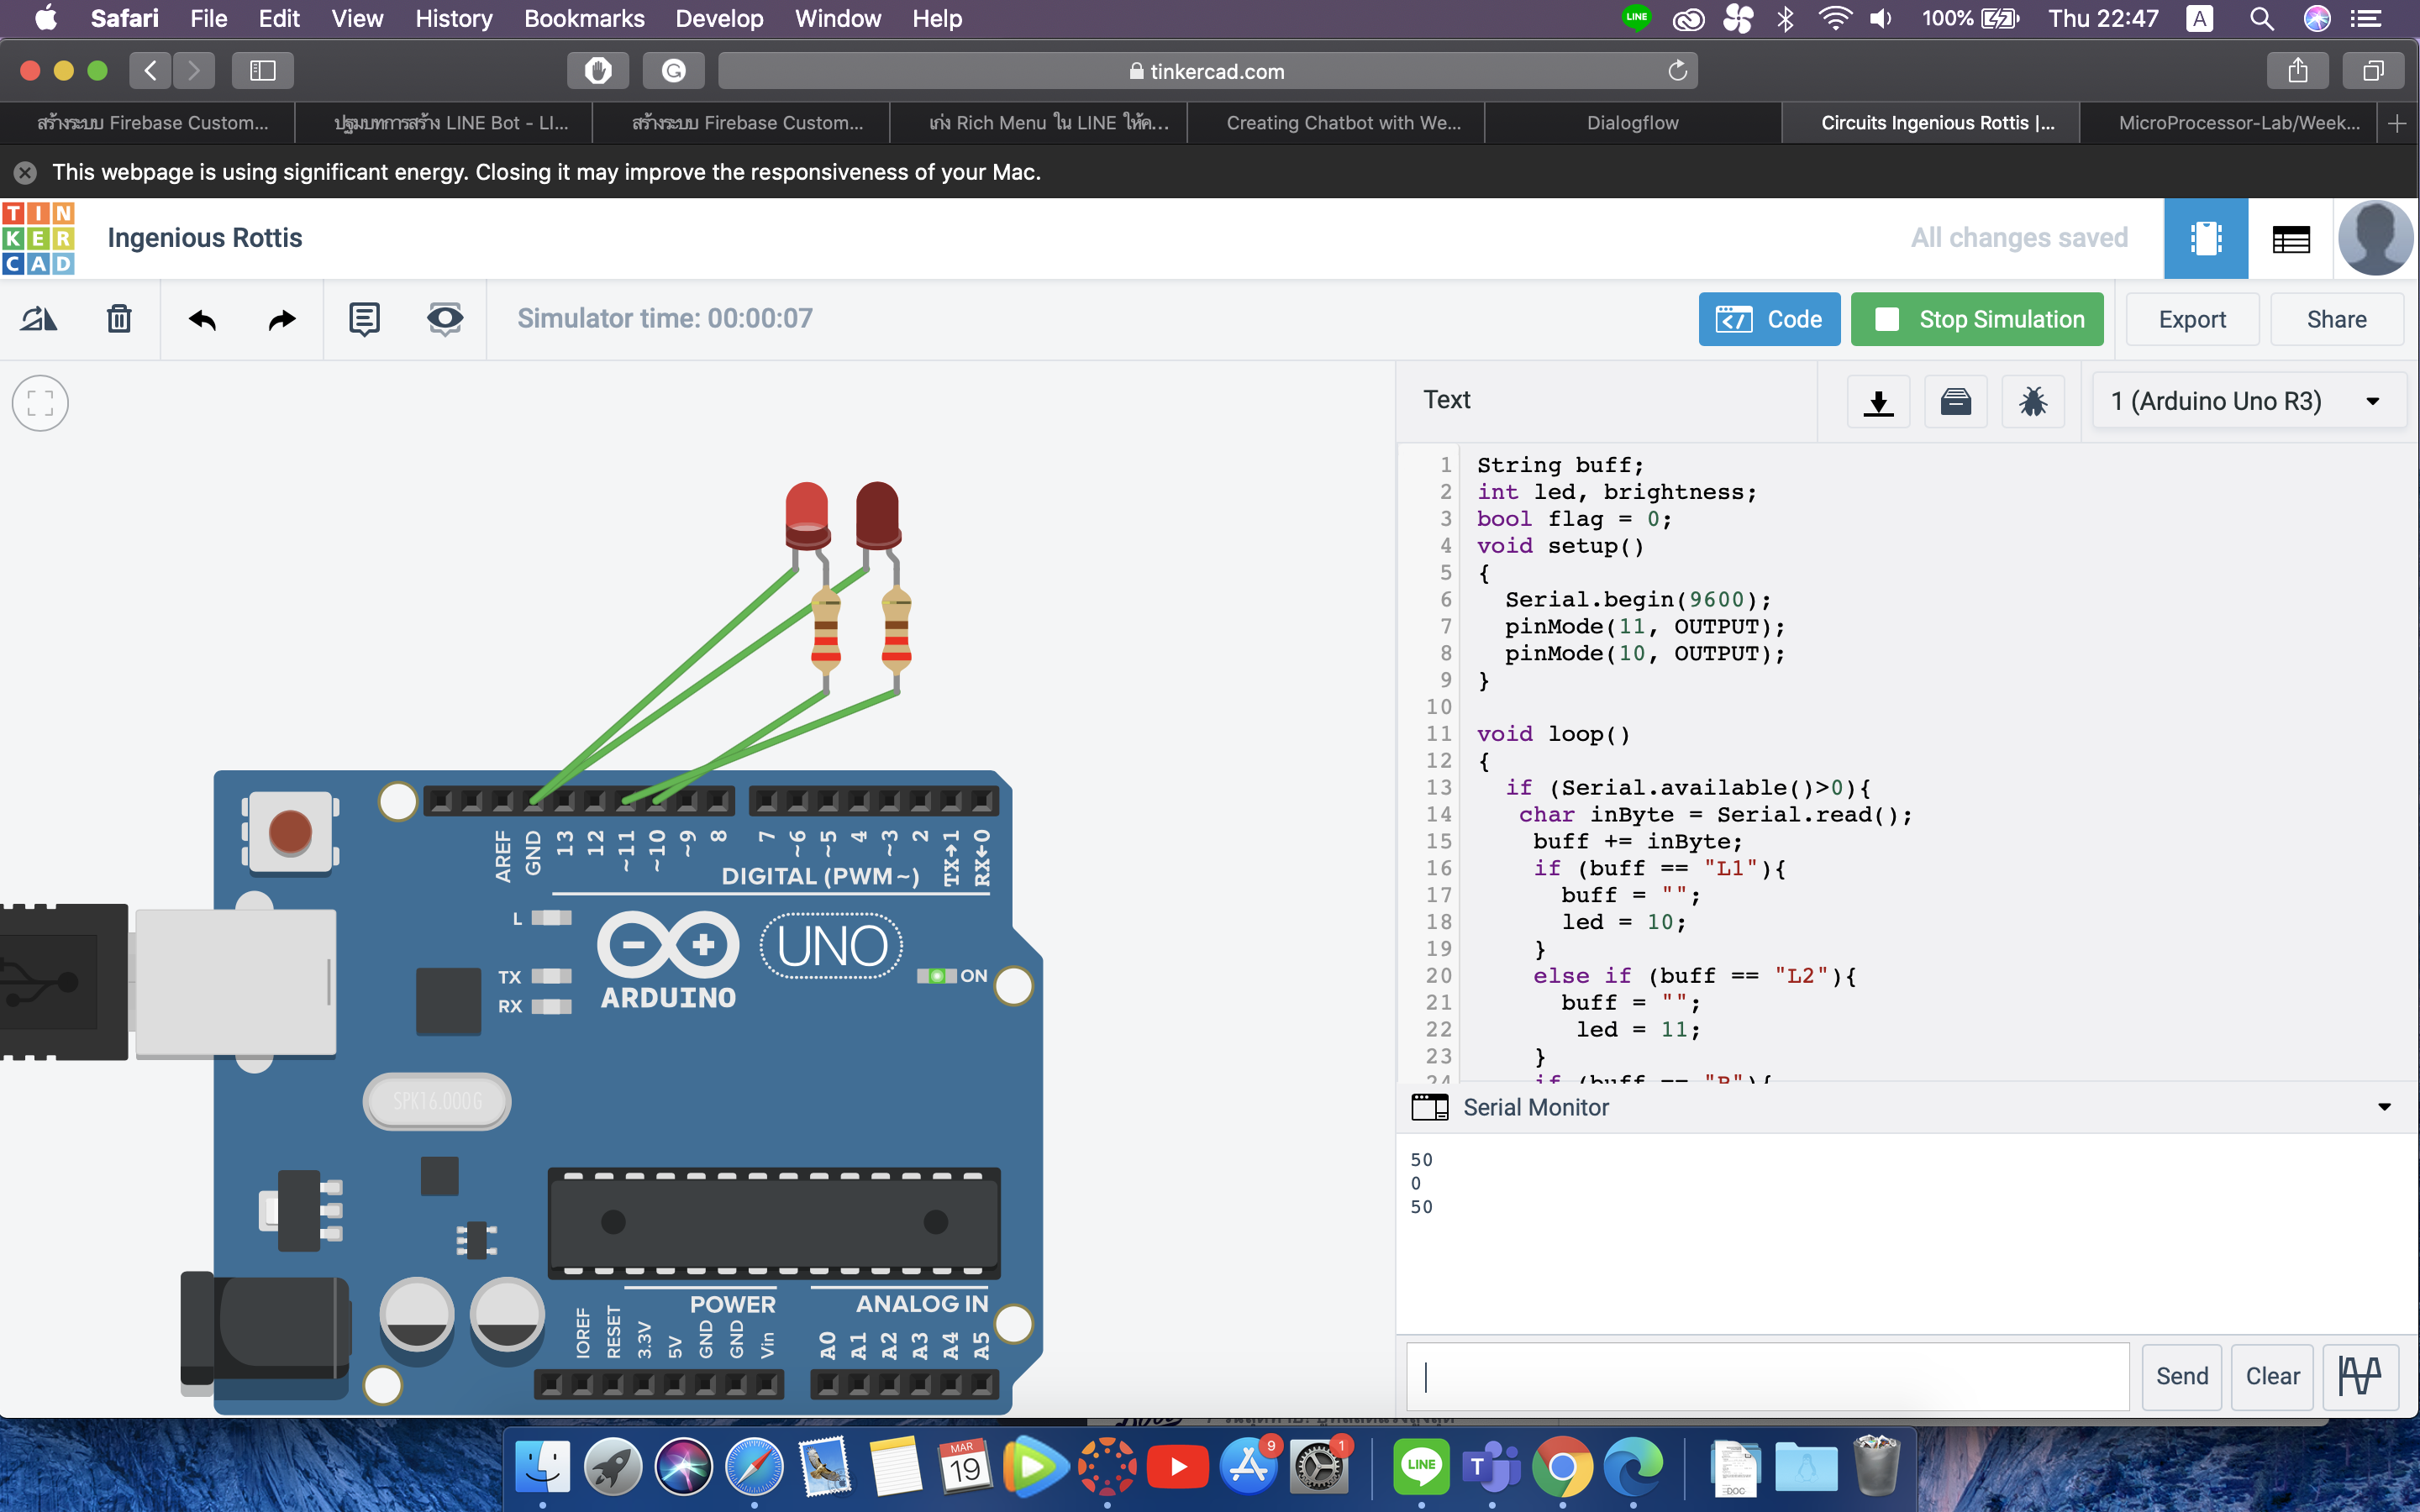 Safari File Edit View History Bookmarks Develop Window Help LINE 100% Thu 22:47 A
tinkercad.com
สร้างระบบ Firebase Custom...
ปฐมบทการสร้าง LINE Bot - LI...
สร้างระบบ Firebase Custom...
เก่ง Rich Menu ใน LINE ให้ค...
Creating Chatbot with We...
Dialogflow
Circuits Ingenious Rottis |...
MicroProcessor-Lab/Week...
This webpage is using significant energy. Closing it may improve the responsiveness of your Mac.
TIN
KER
CAD
Ingenious Rottis
All changes saved
Simulator time: 00:00:07
Code
Stop Simulation
Export
Share
Text
1 (Arduino Uno R3)
1 String buff;
2 int led, brightness;
3 bool flag = 0;
4 void setup()
5 {
6 Serial.begin(9600);
7 pinMode(11, OUTPUT);
8 pinMode(10, OUTPUT);
9 }
10
11 void loop()
12 {
13 if (Serial.available()>0){
14 char inByte = Serial.read();
15 buff += inByte;
16 if (buff == "L1"){
17 buff = "";
18 led = 10;
19 }
20 else if (buff == "L2"){
21 buff = "";
22 led = 11;
23 }
24 if (buff == "B"){
AREF GND 13 12 ~11 ~10 ~9 8 7 ~6 ~5 4 ~3 2 TX→1 RX←0
DIGITAL (PWM~)
L
TX
RX
ARDUINO
UNO
ON
SPK16.000G
POWER
ANALOG IN
IOREF RESET 3.3V 5V GND GND Vin A0 A1 A2 A3 A4 A5
Serial Monitor
50
0
50
Send
Clear
MAR
19
9
1
LINE
T
DOC